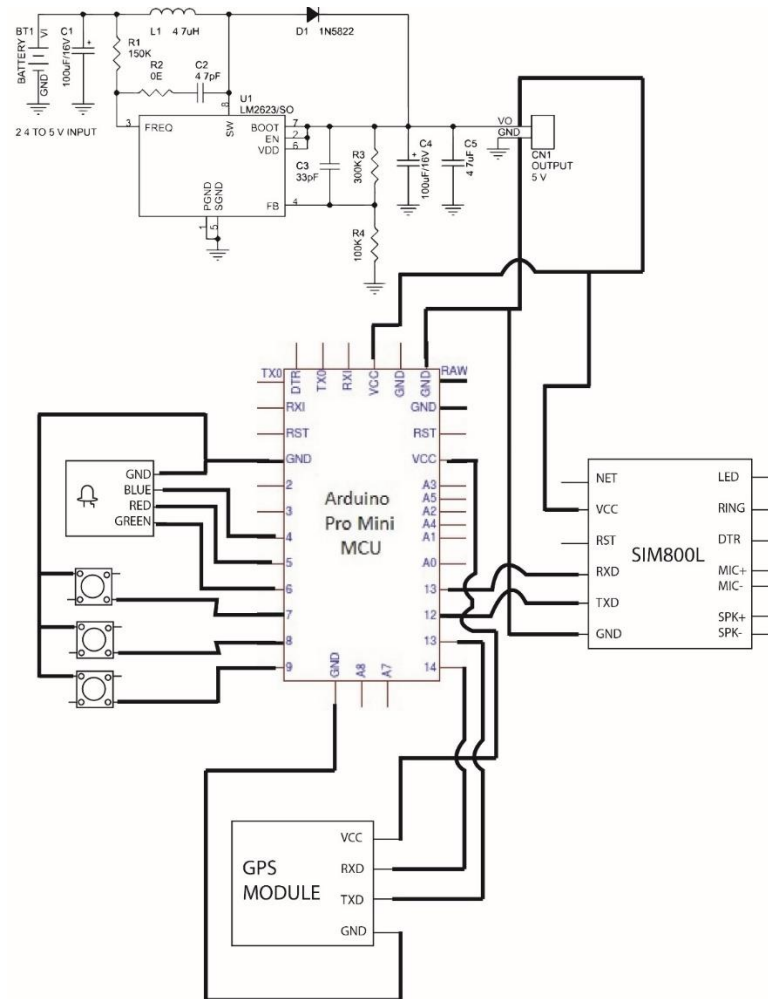 BT1
VI
BATTERY
GND
C1
100uF/16V
+
L1 4 7uH
D1 1N5822
R1
150K
R2
0E
C2
4 7pF
2 4 TO 5 V INPUT
U1
LM2623/SO
3
FREQ
8
SW
BOOT
7
EN
2
VDD
6
FB
4
PGND
SGND
1
5
C3
33pF
R3
300K
R4
100K
+
C4
100uF/16V
C5
4 7uF
VO
GND
CN1
OUTPUT
5 V
TX0
DTR
TX0
RXI
VCC
GND
GND
RAW
RXI
GND
RST
RST
GND
VCC
2
A3
A5
3
A2
A4
4
A1
5
A0
6
13
7
12
8
13
9
14
GND
A8
A7
Arduino
Pro Mini
MCU
GND
BLUE
RED
GREEN
NET
LED
VCC
RING
RST
DTR
SIM800L
RXD
MIC+
MIC-
TXD
SPK+
GND
SPK-
VCC
GPS
MODULE
RXD
TXD
GND